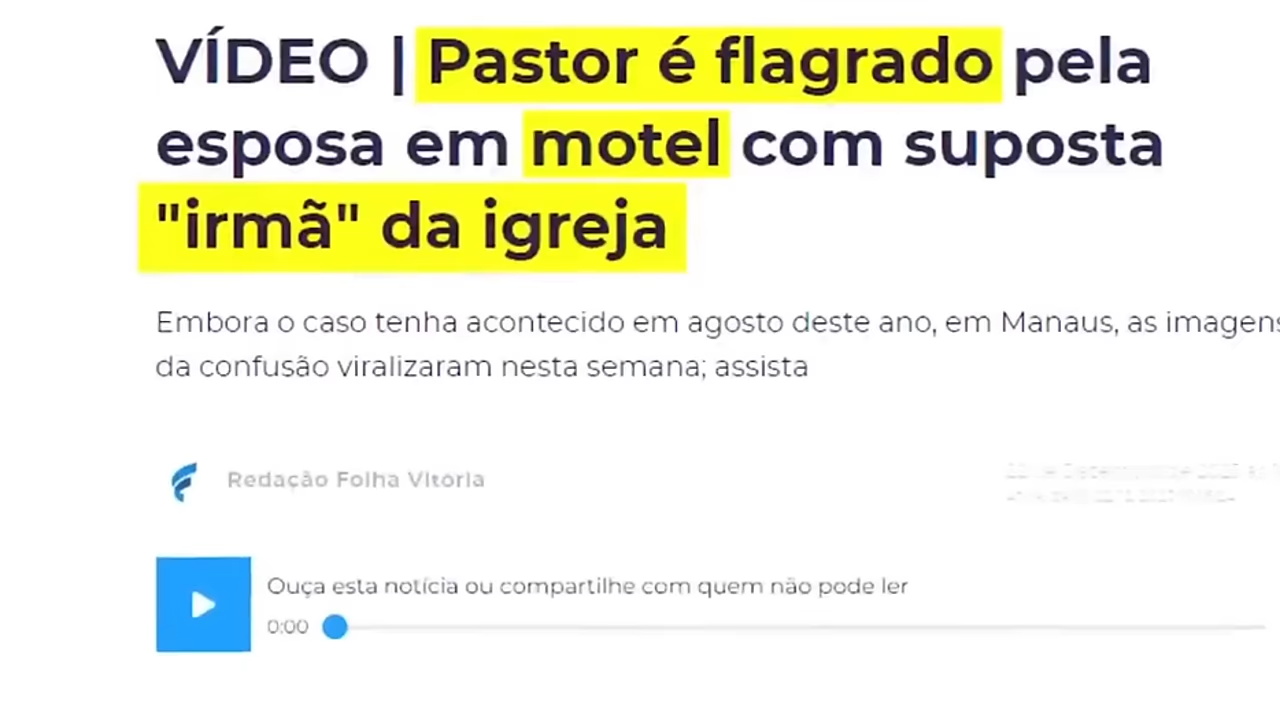 VÍDEO | Pastor é flagrado pela
esposa em motel com suposta
"irmã" da igreja
Embora o caso tenha acontecido em agosto deste ano, em Manaus, as imagens
da confusão viralizaram nesta semana; assista
Redação Folha Vitória
Ouça esta notícia ou compartilhe com quem não pode ler
0:00